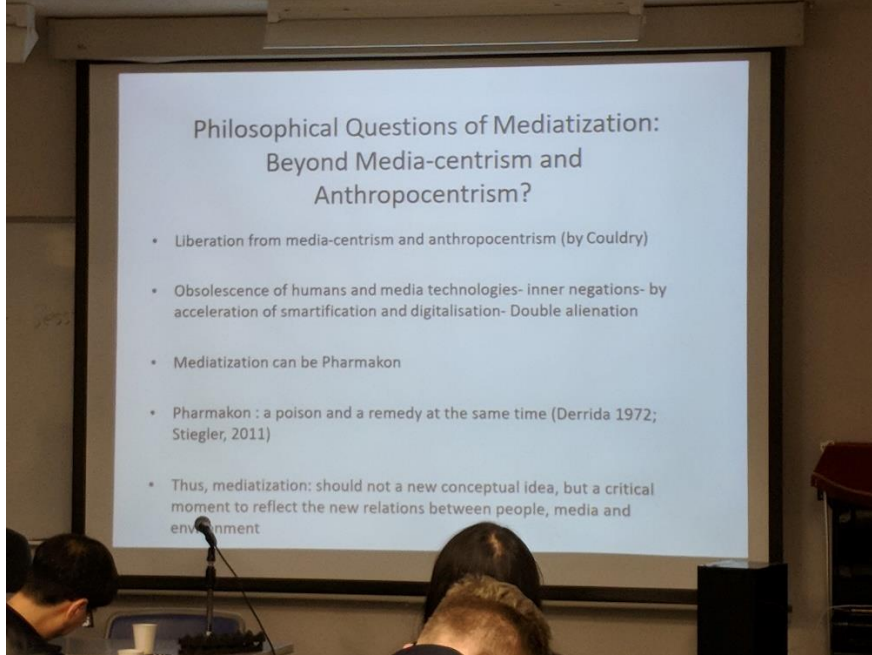 Philosophical Questions of Mediatization:
Beyond Media-centrism and
Anthropocentrism?
• Liberation from media-centrism and anthropocentrism (by Couldry)
• Obsolescence of humans and media technologies- inner negations- by
acceleration of smartification and digitalisation- Double alienation
• Mediatization can be Pharmakon
• Pharmakon : a poison and a remedy at the same time (Derrida 1972;
Stiegler, 2011)
• Thus, mediatization: should not a new conceptual idea, but a critical
moment to reflect the new relations between people, media and
environment